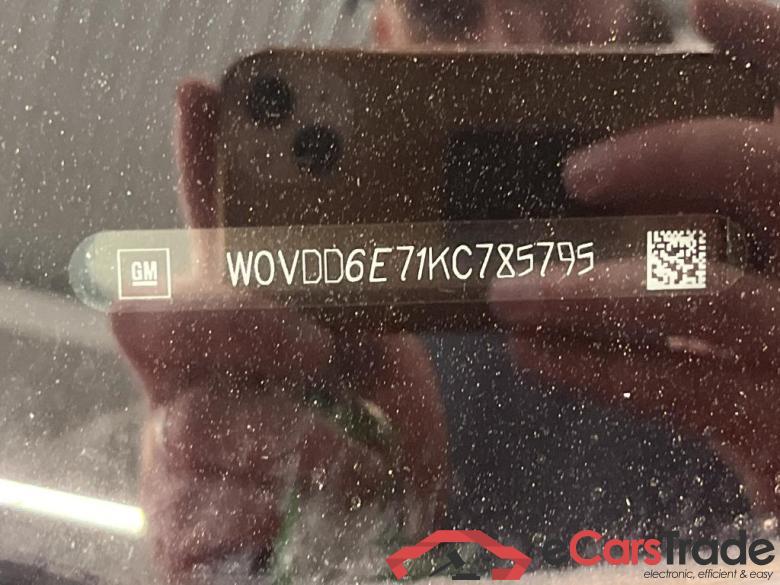 GM W0VDD6E71KC785795
eCarsTrade
electronic, efficient & easy